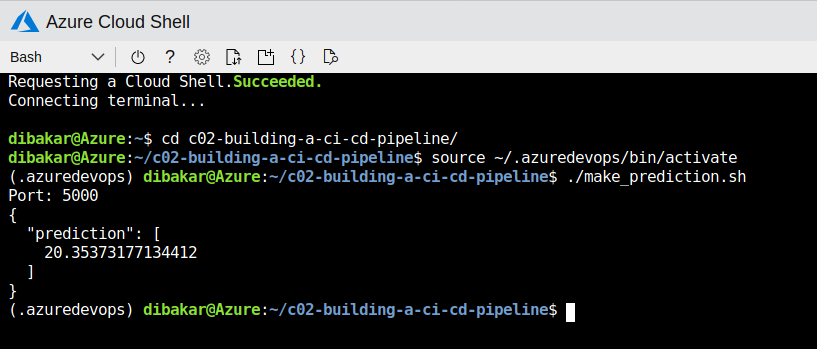 Azure Cloud Shell
Bash
Requesting a Cloud Shell.Succeeded.
Connecting terminal...
dibakar@Azure:~$ cd c02-building-a-ci-cd-pipeline/
dibakar@Azure:~/c02-building-a-ci-cd-pipeline$ source ~/.azuredevops/bin/activate
(.azuredevops) dibakar@Azure:~/c02-building-a-ci-cd-pipeline$ ./make_prediction.sh
Port: 5000
{
  "prediction": [
    20.35373177134412
  ]
}
(.azuredevops) dibakar@Azure:~/c02-building-a-ci-cd-pipeline$